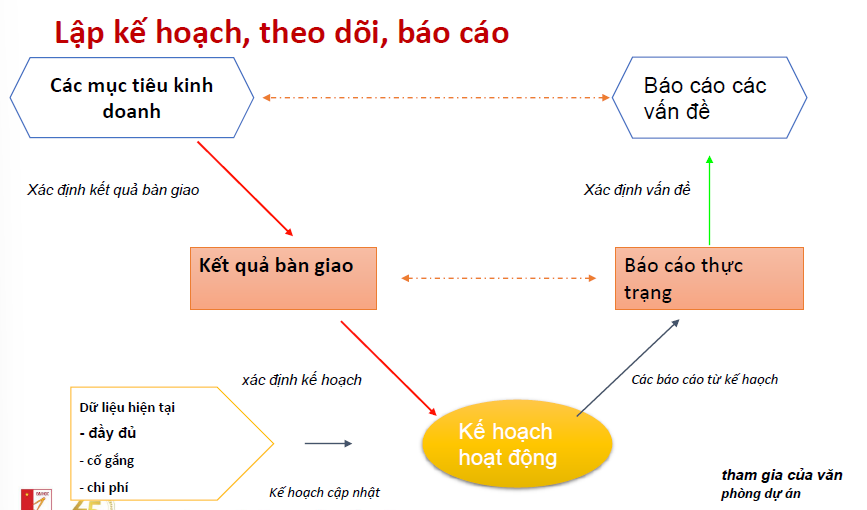 Lập kế hoạch, theo dõi, báo cáo
Các mục tiêu kinh
doanh
Báo cáo các
vấn đề
Xác định kết quả bàn giao
Xác định vấn đề
Kết quả bàn giao
Báo cáo thực
trạng
xác định kế hoạch
Các báo cáo từ kế haọch
Dữ liệu hiện tại
- đầy đủ
- cố gắng
- chi phí
Kế hoạch
hoạt động
Kế hoạch cập nhật
tham gia của văn
phòng dự án